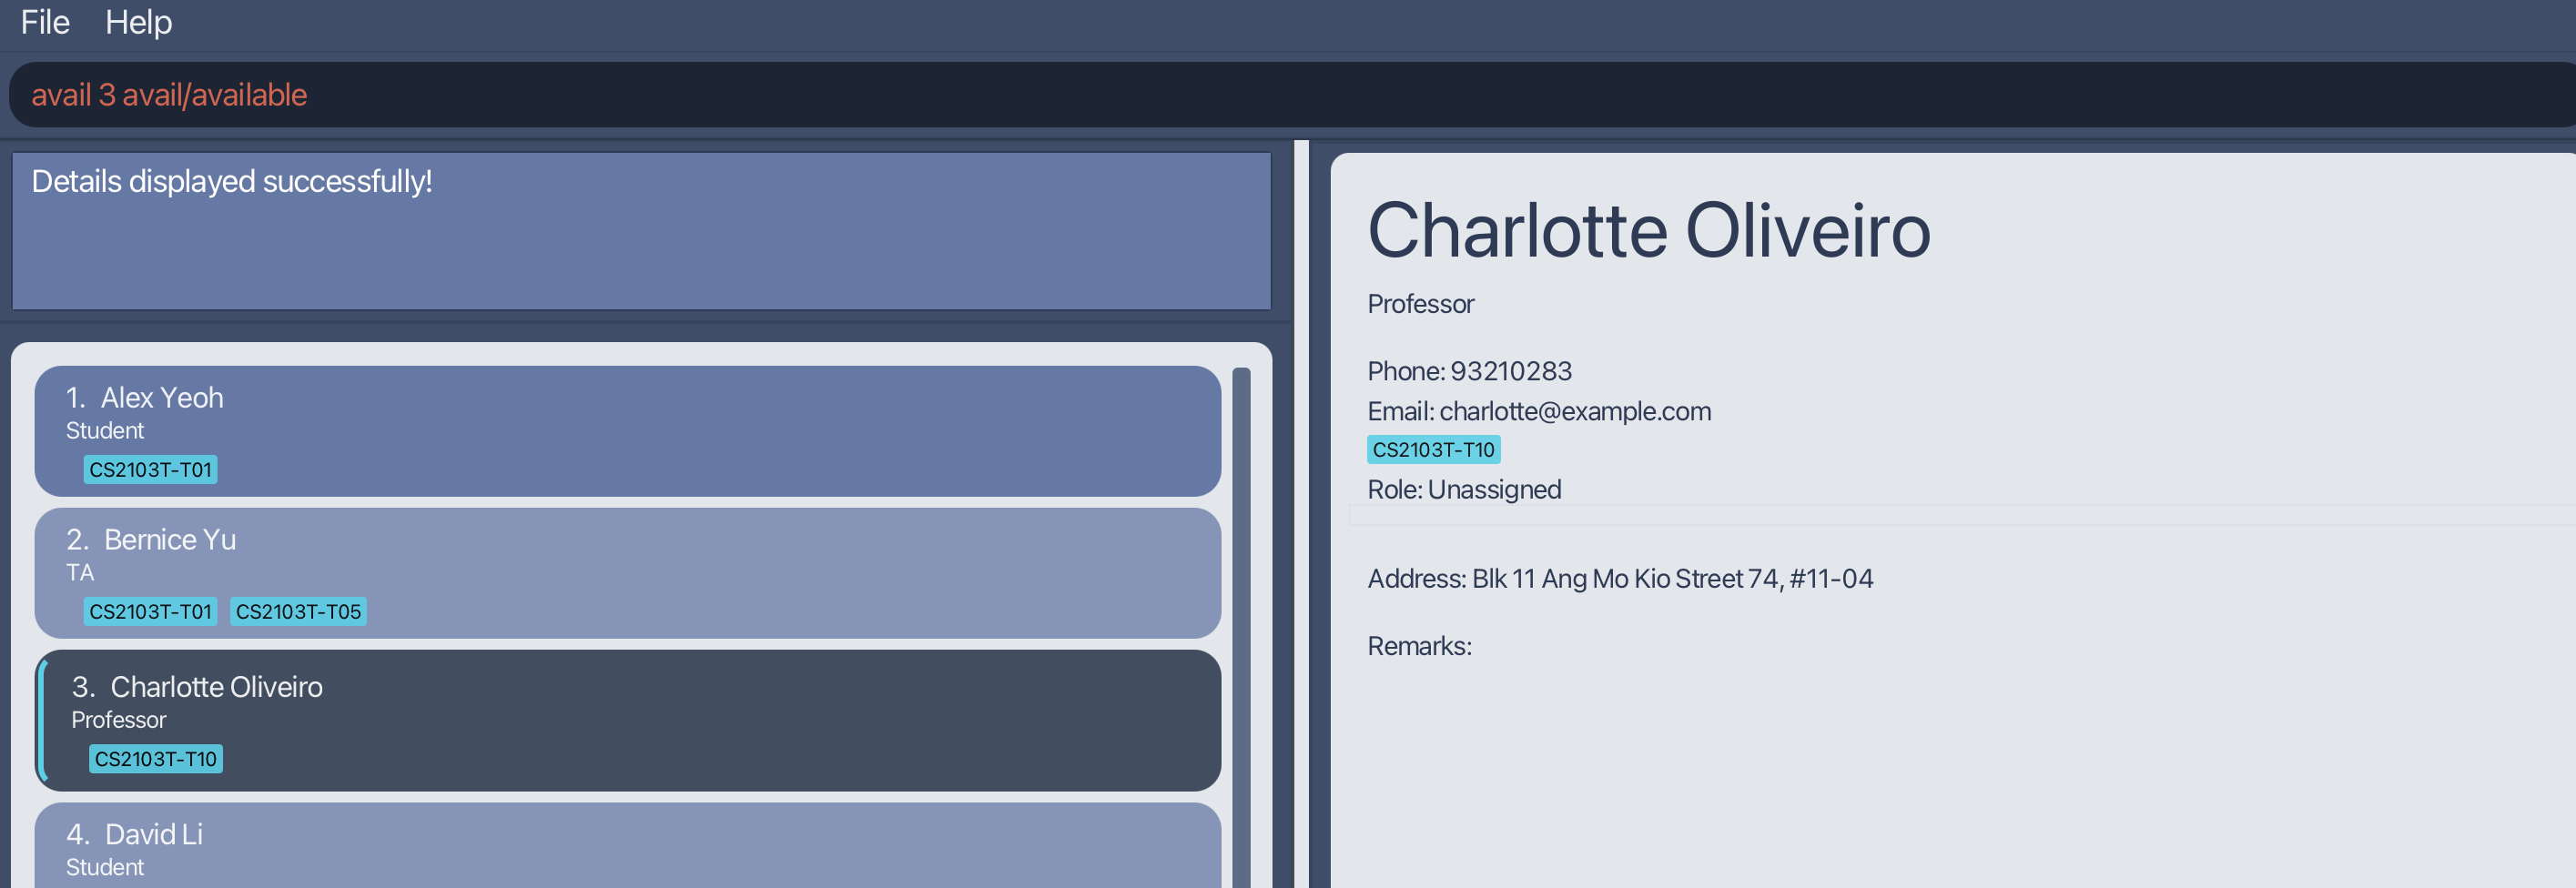 File Help
avail 3 avail/available
Details displayed successfully!
1. Alex Yeoh
Student
CS2103T-T01
2. Bernice Yu
TA
CS2103T-T01 CS2103T-T05
3. Charlotte Oliveiro
Professor
CS2103T-T10
4. David Li
Student
Charlotte Oliveiro
Professor
Phone: 93210283
Email: charlotte@example.com
CS2103T-T10
Role: Unassigned
Address: Blk 11 Ang Mo Kio Street 74, #11-04
Remarks: